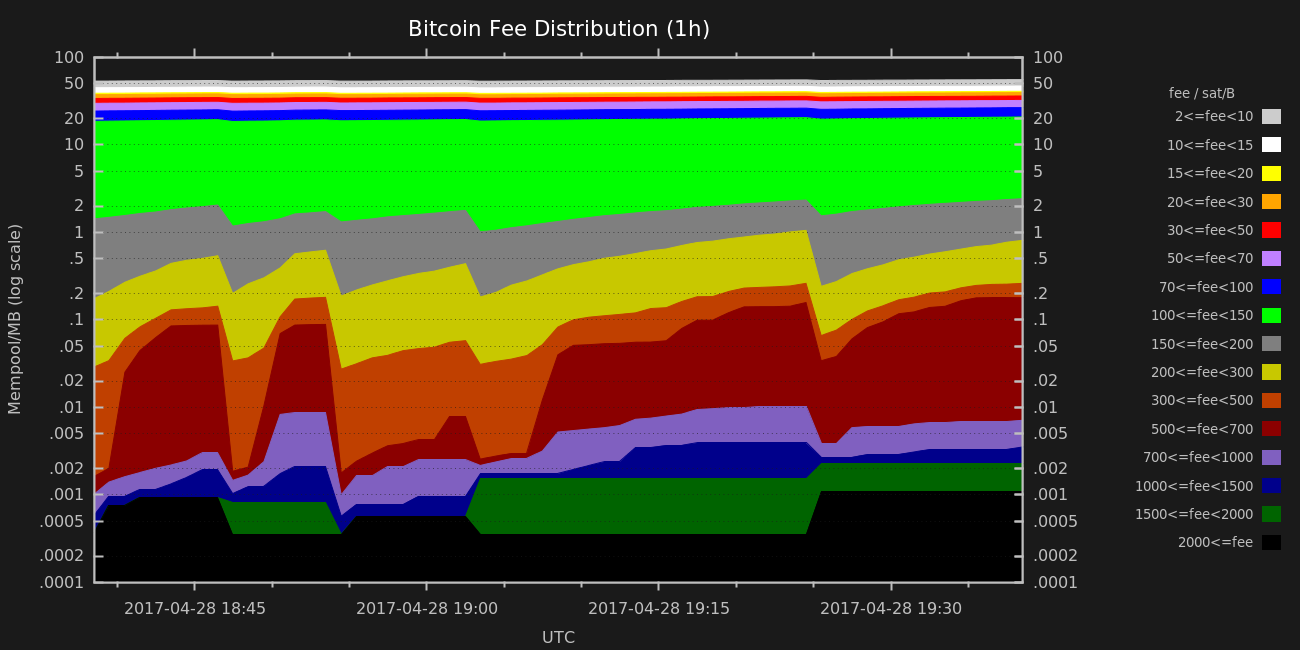 Bitcoin Fee Distribution (1h)
Mempool/MB (log scale)
100
50
20
10
5
2
1
.5
.2
.1
.05
.02
.01
.005
.002
.001
.0005
.0002
.0001
100
50
20
10
5
2
1
.5
.2
.1
.05
.02
.01
.005
.002
.001
.0005
.0002
.0001
2017-04-28 18:45
2017-04-28 19:00
2017-04-28 19:15
2017-04-28 19:30
UTC
fee / sat/B
2<=fee<10
10<=fee<15
15<=fee<20
20<=fee<30
30<=fee<50
50<=fee<70
70<=fee<100
100<=fee<150
150<=fee<200
200<=fee<300
300<=fee<500
500<=fee<700
700<=fee<1000
1000<=fee<1500
1500<=fee<2000
2000<=fee